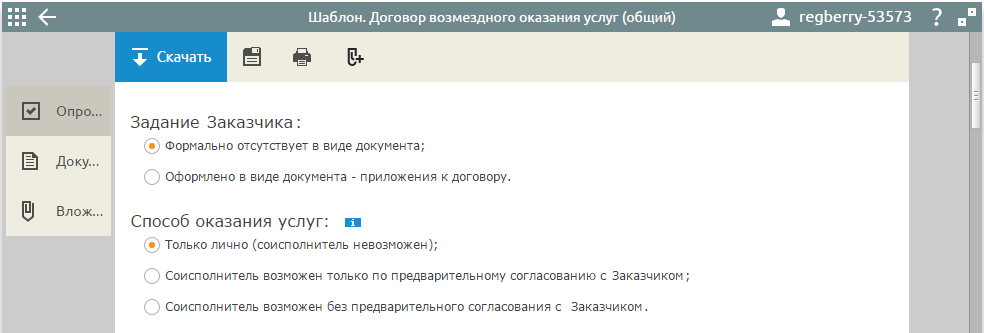 Шаблон. Договор возмездного оказания услуг (общий)
regberry-53573
?
Скачать
Опро...
Доку...
Влож...
Задание Заказчика:
Формально отсутствует в виде документа;
Оформлено в виде документа - приложения к договору.
Способ оказания услуг:
i
Только лично (соисполнитель невозможен);
Соисполнитель возможен только по предварительному согласованию с Заказчиком;
Соисполнитель возможен без предварительного согласования с Заказчиком.